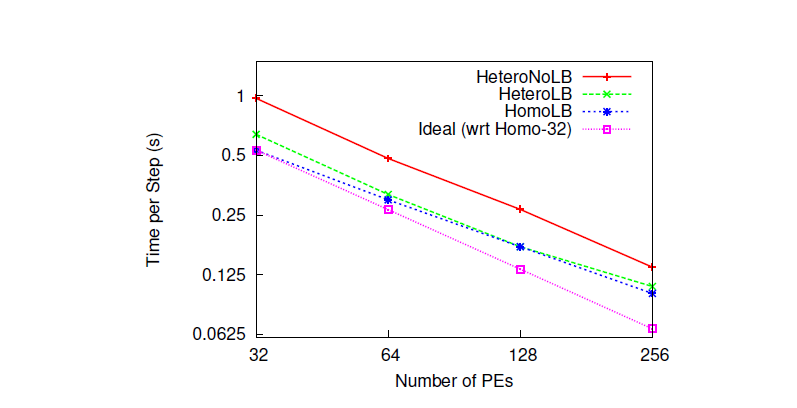 HeteroNoLB
HeteroLB
HomoLB
Ideal (wrt Homo-32)
1
0.5
0.25
0.125
0.0625
Time per Step (s)
32 64 128 256
Number of PEs